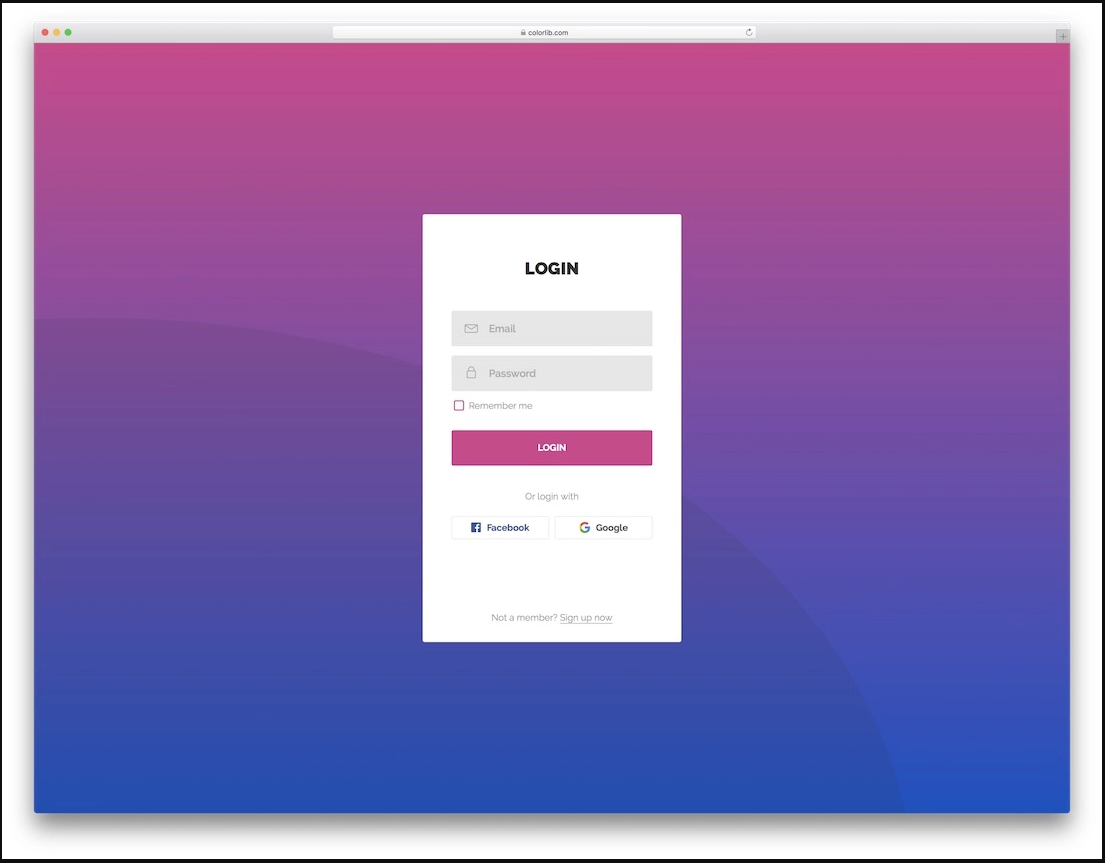 colorlib.com
LOGIN
Email
Password
Remember me
LOGIN
Or login with
Facebook
Google
Not a member? Sign up now